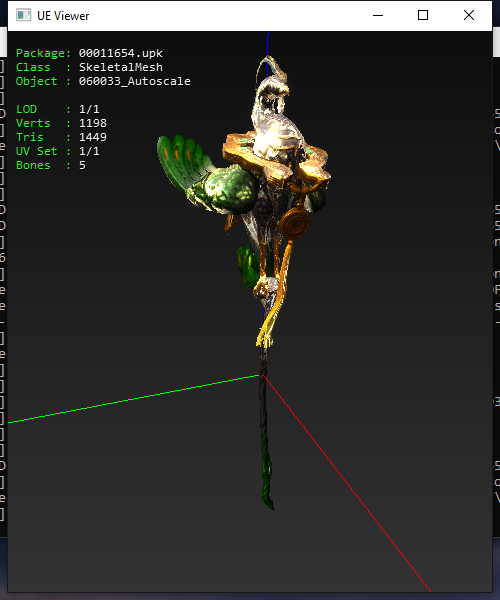 UE Viewer
Package: 00011654.upk
Class  : SkeletalMesh
Object : 060033_Autoscale
LOD    : 1/1
Verts  : 1198
Tris   : 1449
UV Set : 1/1
Bones  : 5